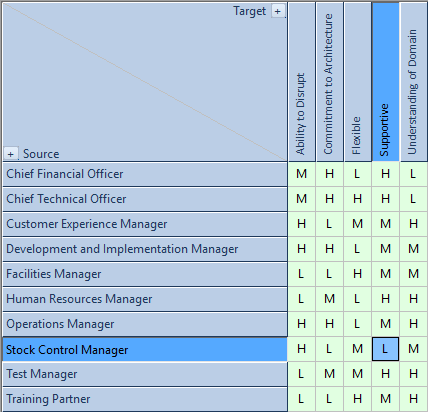 Target +
Ability to Disrupt
Commitment to Architecture
Flexible
Supportive
Understanding of Domain
+ Source
Chief Financial Officer M H L H L
Chief Technical Officer M H H H L
Customer Experience Manager H L M M H
Development and Implementation Manager H H L M M
Facilities Manager L L H M M
Human Resources Manager L M L H H
Operations Manager H H L M H
Stock Control Manager H L M L M
Test Manager L M M H H
Training Partner L L H M H